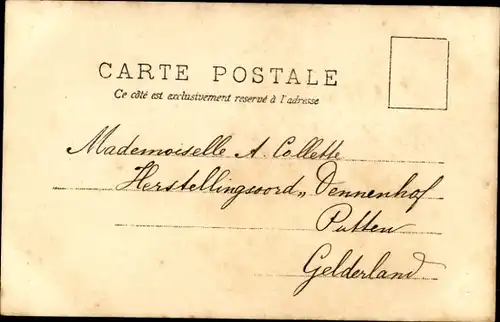 CARTE POSTALE
Ce côté est exclusivement reservé à l'adresse
Mademoiselle A. Collette
Herstellingsoord „ Dennenhof
Putten
Gelderland